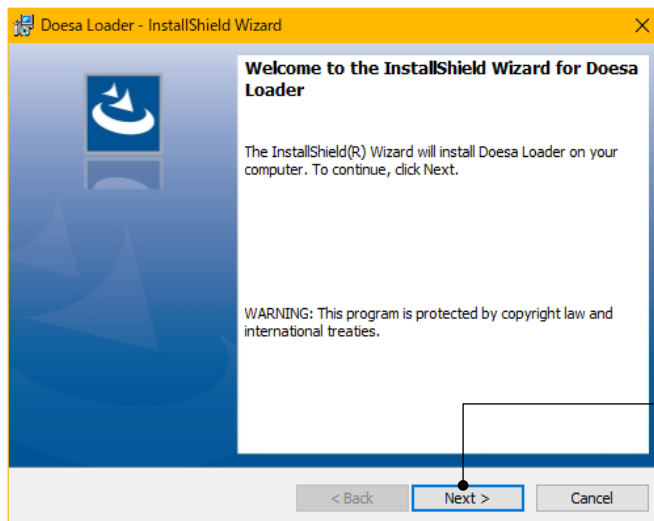 Doesa Loader - InstallShield Wizard
Welcome to the InstallShield Wizard for Doesa
Loader
The InstallShield(R) Wizard will install Doesa Loader on your
computer. To continue, click Next.
WARNING: This program is protected by copyright law and
international treaties.
< Back
Next >
Cancel